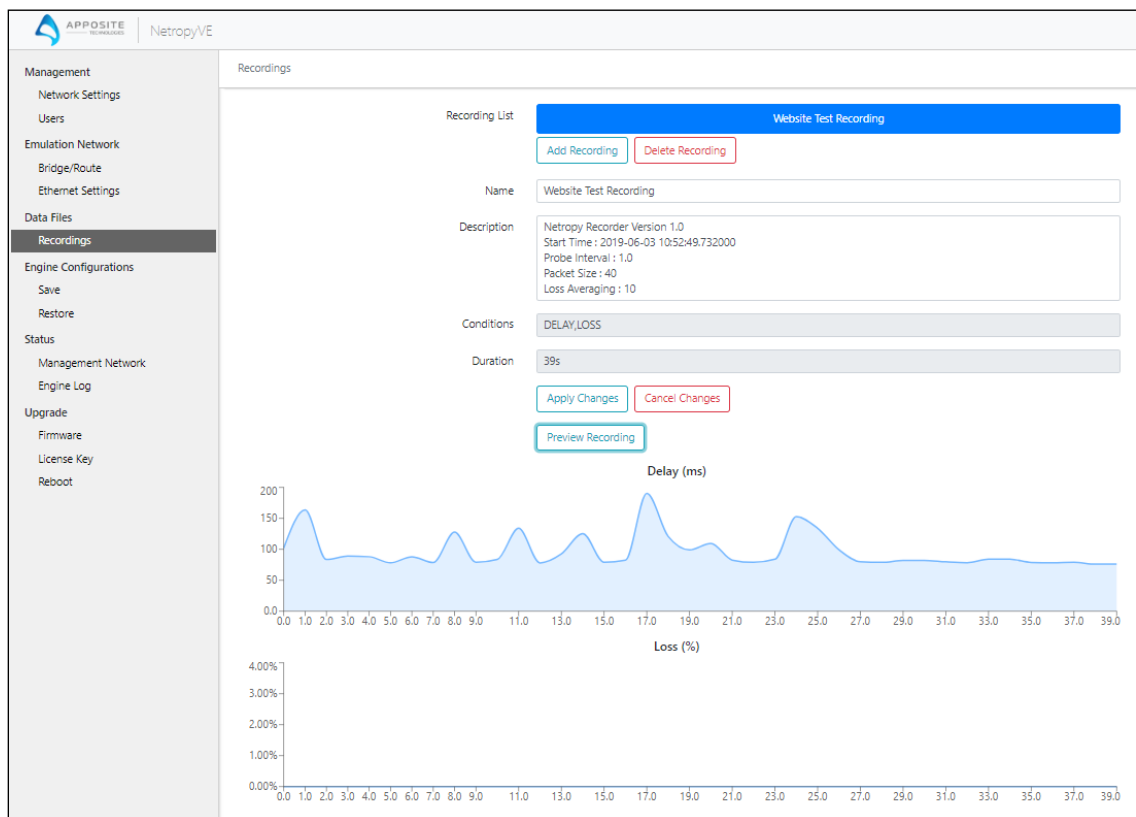 APPOSITE
TECHNOLOGIES
NetropyVE
Management
Network Settings
Users
Emulation Network
Bridge/Route
Ethernet Settings
Data Files
Recordings
Engine Configurations
Save
Restore
Status
Management Network
Engine Log
Upgrade
Firmware
License Key
Reboot
Recordings
Recording List
Website Test Recording
Add Recording Delete Recording
Name Website Test Recording
Description Netropy Recorder Version 1.0
Start Time : 2019-06-03 10:52:49.732000
Probe Interval : 1.0
Packet Size : 40
Loss Averaging : 10
Conditions DELAY,LOSS
Duration 39s
Apply Changes Cancel Changes
Preview Recording
Delay (ms)
200
150
100
50
0.0
0.0 1.0 2.0 3.0 4.0 5.0 6.0 7.0 8.0 9.0 11.0 13.0 15.0 17.0 19.0 21.0 23.0 25.0 27.0 29.0 31.0 33.0 35.0 37.0 39.0
Loss (%)
4.00%
3.00%
2.00%
1.00%
0.00%
0.0 1.0 2.0 3.0 4.0 5.0 6.0 7.0 8.0 9.0 11.0 13.0 15.0 17.0 19.0 21.0 23.0 25.0 27.0 29.0 31.0 33.0 35.0 37.0 39.0